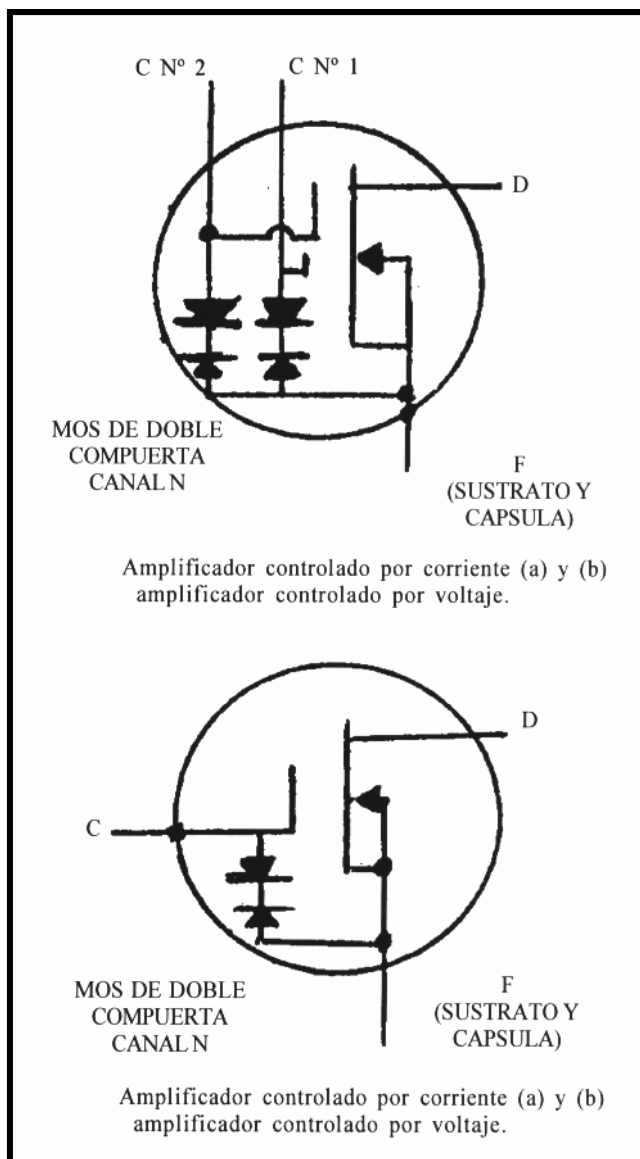 C Nº 2
C Nº 1
D
MOS DE DOBLE
COMPUERTA
CANAL N
F
(SUSTRATO Y
CAPSULA)
Amplificador controlado por corriente (a) y (b)
amplificador controlado por voltaje.
D
C
MOS DE DOBLE
COMPUERTA
CANAL N
F
(SUSTRATO Y
CAPSULA)
Amplificador controlado por corriente (a) y (b)
amplificador controlado por voltaje.